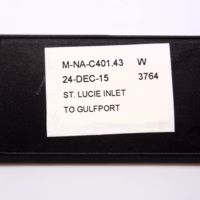 M-NA-C401.43 W
24-DEC-15 3764
ST. LUCIE INLET
TO GULFPORT